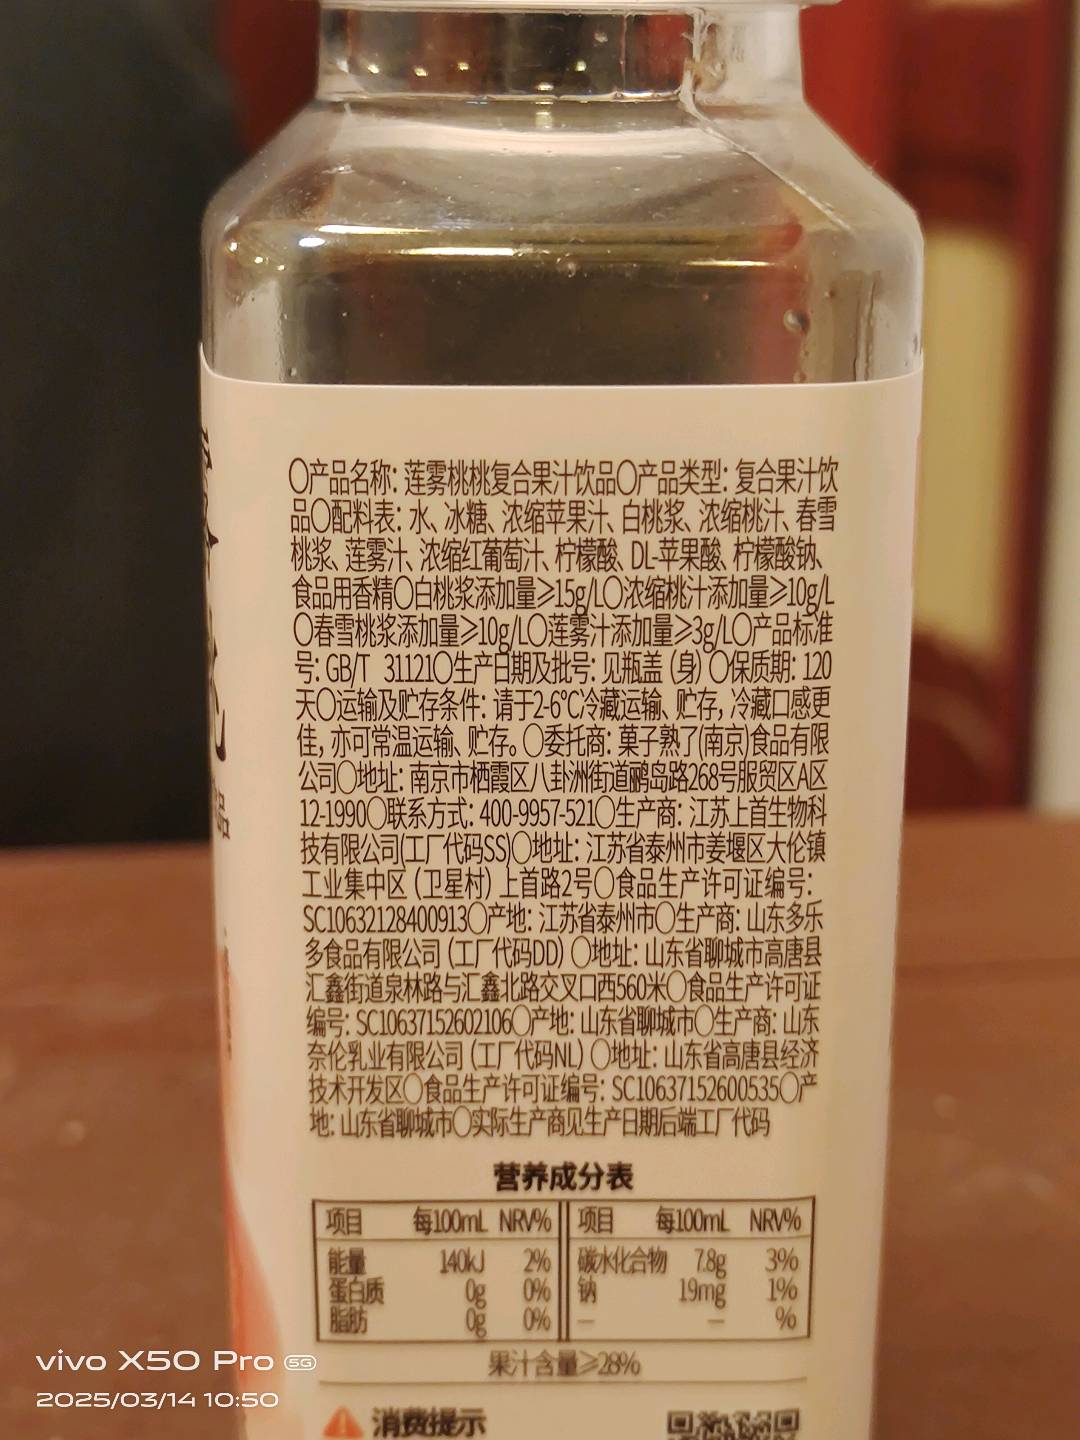 〇产品名称: 莲雾桃桃复合果汁饮品〇产品类型: 复合果汁饮
品〇配料表: 水、冰糖、浓缩苹果汁、白桃浆、浓缩桃汁、春雪
桃浆、莲雾汁、浓缩红葡萄汁、柠檬酸、DL-苹果酸、柠檬酸钠、
食品用香精〇白桃浆添加量≥15g/L〇浓缩桃汁添加量≥10g/L
〇春雪桃浆添加量≥10g/L〇莲雾汁添加量≥3g/L〇产品标准
号: GB/T 31121〇生产日期及批号: 见瓶盖 (身) 〇保质期: 120
天〇运输及贮存条件: 请于2-6℃冷藏运输、贮存, 冷藏口感更
佳, 亦可常温运输、贮存。〇委托商: 菓子熟了(南京)食品有限
公司〇地址: 南京市栖霞区八卦洲街道鹂岛路268号服贸区A区
12-1990〇联系方式: 400-9957-521〇生产商: 江苏上首生物科
技有限公司(工厂代码SS)〇地址: 江苏省泰州市姜堰区大伦镇
工业集中区 (卫星村) 上首路2号〇食品生产许可证编号:
SC10632128400913〇产地: 江苏省泰州市〇生产商: 山东多乐
多食品有限公司 (工厂代码DD) 〇地址: 山东省聊城市高唐县
汇鑫街道泉林路与汇鑫北路交叉口西560米〇食品生产许可证
编号: SC10637152602106〇产地: 山东省聊城市〇生产商: 山东
奈伦乳业有限公司 (工厂代码NL) 〇地址: 山东省高唐县经济
技术开发区〇食品生产许可证编号: SC10637152600535〇产
地: 山东省聊城市〇实际生产商见生产日期后端工厂代码
营养成分表
项目 每100mL NRV% 项目 每100mL NRV%
能量 140kJ 2% 碳水化合物 7.8g 3%
蛋白质 0g 0% 钠 19mg 1%
脂肪 0g 0% — — %
果汁含量≥28%
消费提示
vivo X50 Pro 5G
2025/03/14 10:50